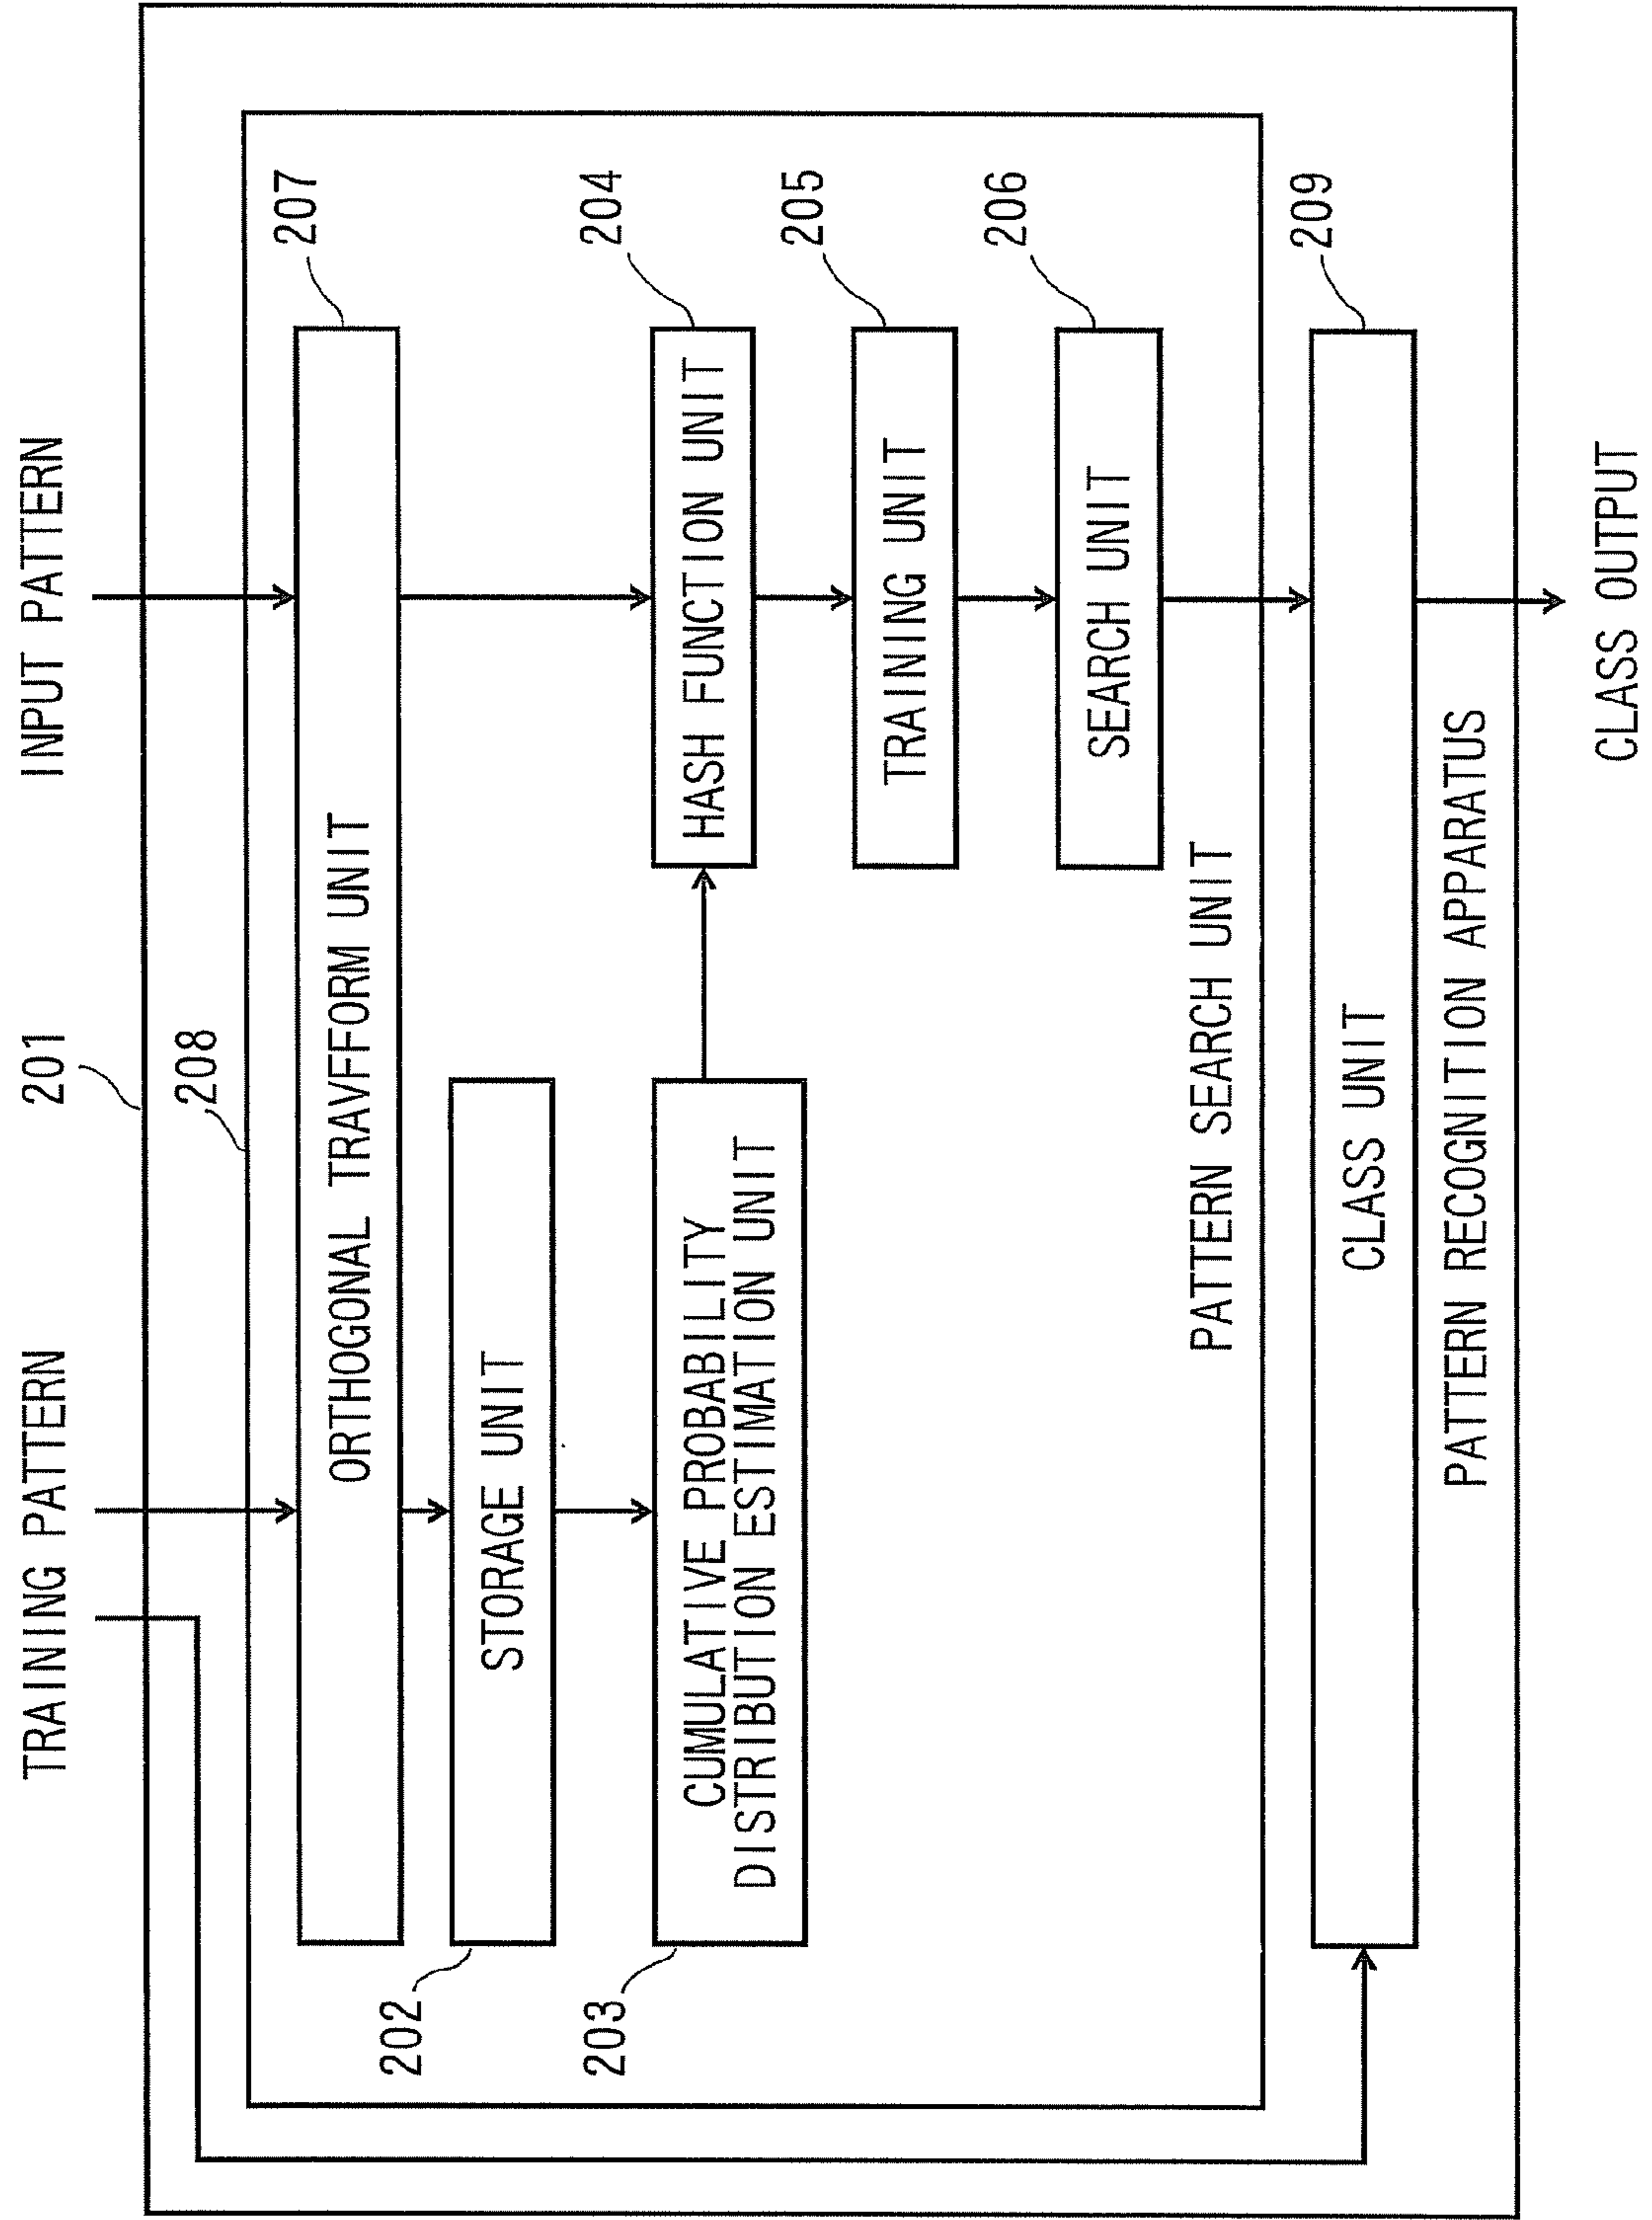 TRAINING PATTERN
201
INPUT PATTERN
208
207
ORTHOGONAL TRAVFFORM UNIT
202
STORAGE UNIT
203
CUMULATIVE PROBABILITY
DISTRIBUTION ESTIMATION UNIT
204
HASH FUNCTION UNIT
205
TRAINING UNIT
206
SEARCH UNIT
PATTERN SEARCH UNIT
209
CLASS UNIT
PATTERN RECOGNITION APPARATUS
CLASS OUTPUT